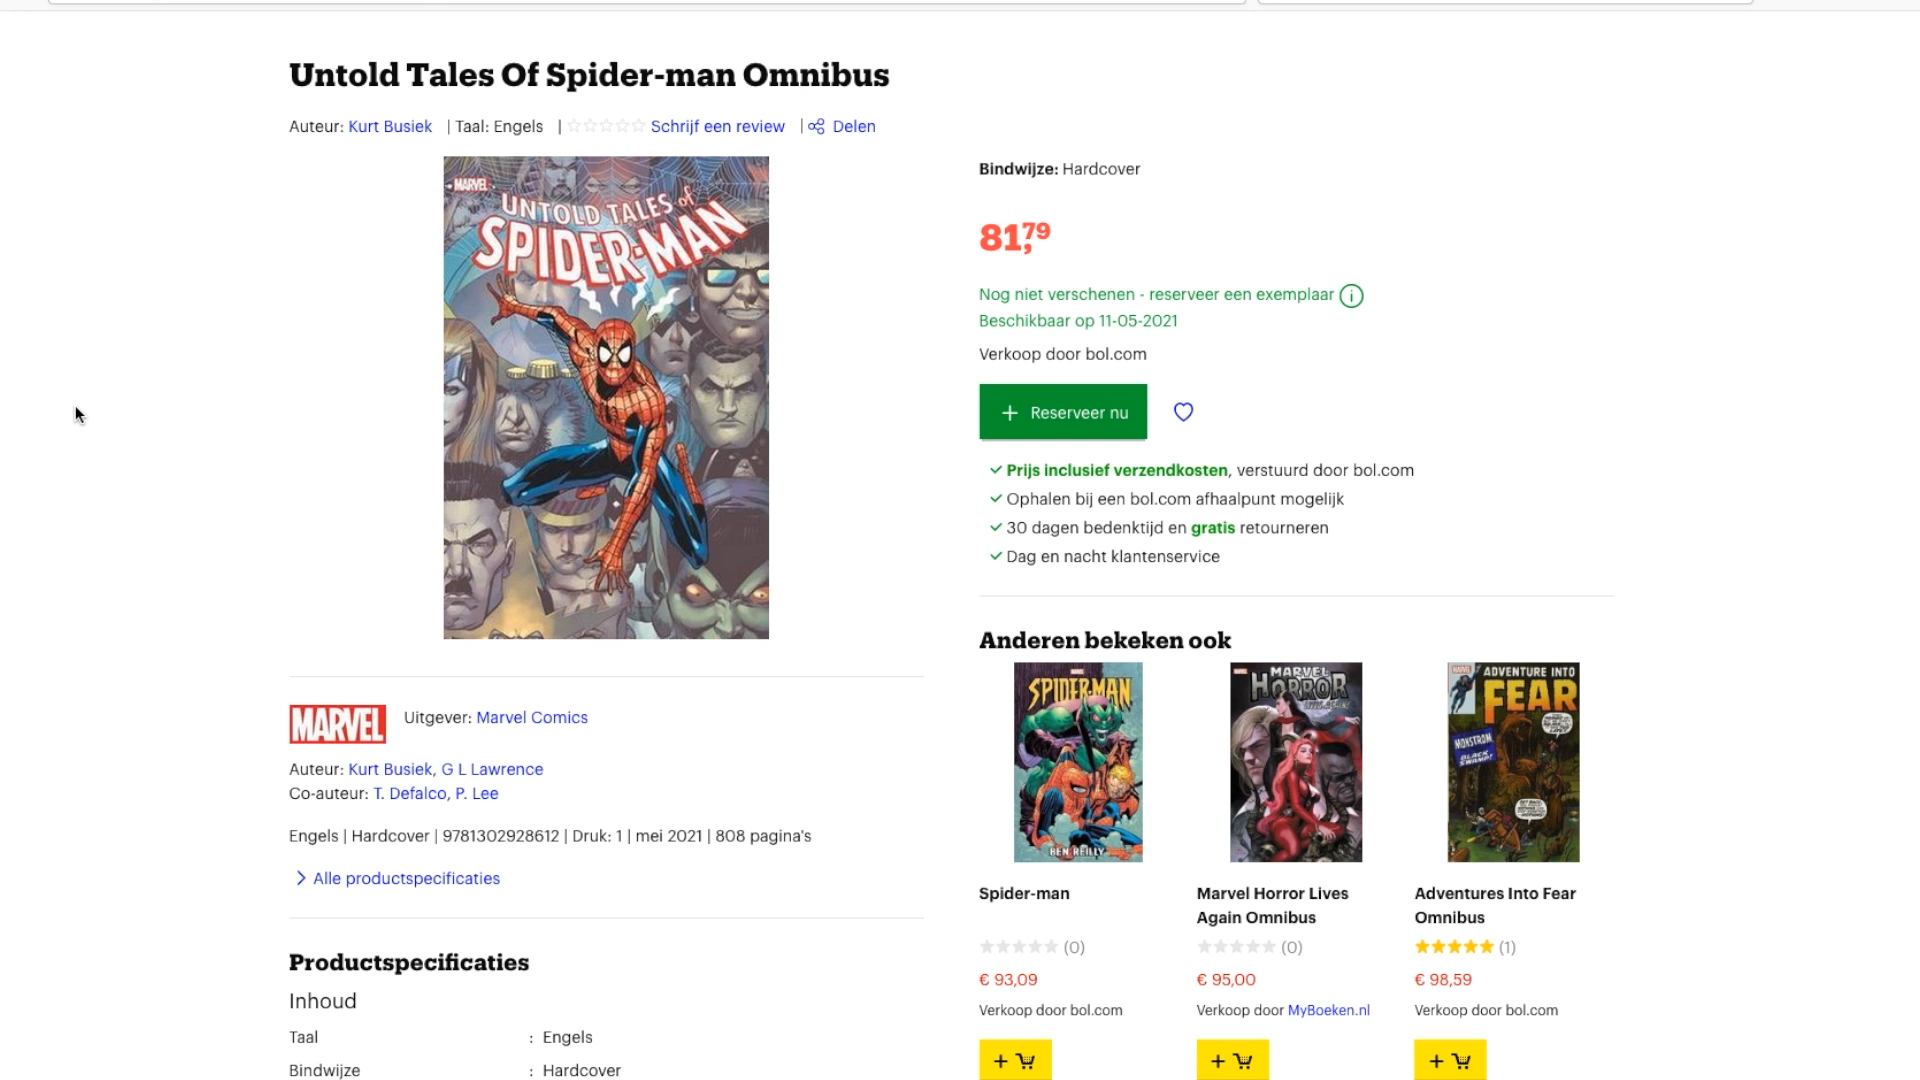 Untold Tales Of Spider-man Omnibus
Auteur: Kurt Busiek | Taal: Engels | Schrijf een review | Delen
MARVEL
UNTOLD TALES of
SPIDER-MAN
Bindwijze: Hardcover
81,79
Nog niet verschenen - reserveer een exemplaar
Beschikbaar op 11-05-2021
Verkoop door bol.com
+ Reserveer nu
Prijs inclusief verzendkosten, verstuurd door bol.com
Ophalen bij een bol.com afhaalpunt mogelijk
30 dagen bedenktijd en gratis retourneren
Dag en nacht klantenservice
MARVEL Uitgever: Marvel Comics
Auteur: Kurt Busiek, G L Lawrence
Co-auteur: T. Defalco, P. Lee
Engels | Hardcover | 9781302928612 | Druk: 1 | mei 2021 | 808 pagina's
Alle productspecificaties
Productspecificaties
Inhoud
Taal : Engels
Bindwijze : Hardcover
Anderen bekeken ook
SPIDER-MAN
BEN REILLY
MARVEL
HORROR
ADVENTURE INTO
FEAR
Spider-man
(0)
€ 93,09
Verkoop door bol.com
+
Marvel Horror Lives
Again Omnibus
(0)
€ 95,00
Verkoop door MyBoeken.nl
+
Adventures Into Fear
Omnibus
(1)
€ 98,59
Verkoop door bol.com
+